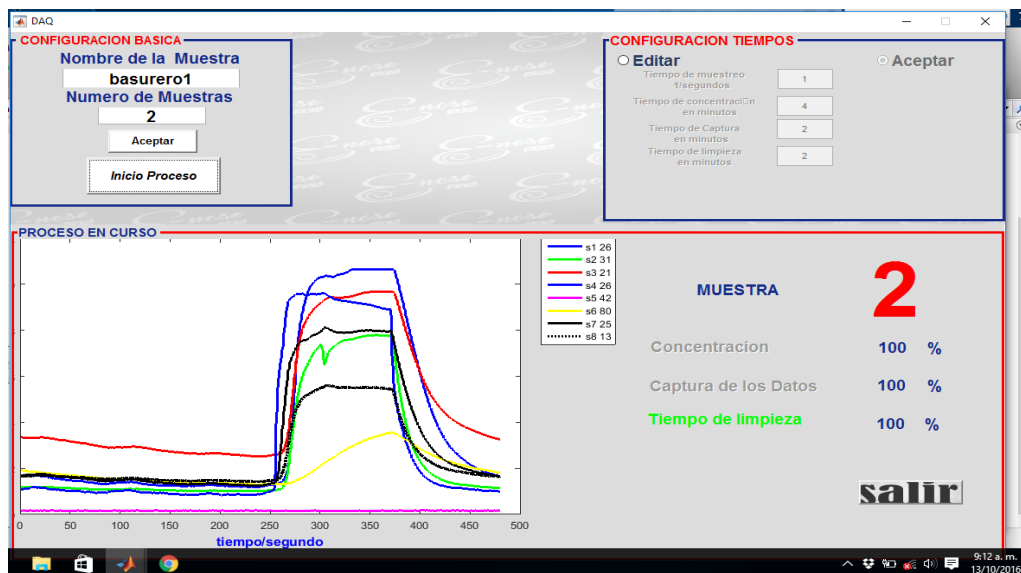 DAQ
CONFIGURACION BASICA
Nombre de la Muestra
basurero1
Numero de Muestras
2
Aceptar
Inicio Proceso
CONFIGURACION TIEMPOS
Editar
Aceptar
Tiempo de muestreo
1/segundos
1
Tiempo de concentraci□n
en minutos
4
Tiempo de Captura
en minutos
2
Tiempo de limpieza
en minutos
2
PROCESO EN CURSO
s1 26
s2 31
s3 21
s4 26
s5 42
s6 80
s7 25
s8 13
0 50 100 150 200 250 300 350 400 450 500
tiempo/segundo
MUESTRA 2
Concentracion 100 %
Captura de los Datos 100 %
Tiempo de limpieza 100 %
salir
9:12 a. m.
13/10/2016